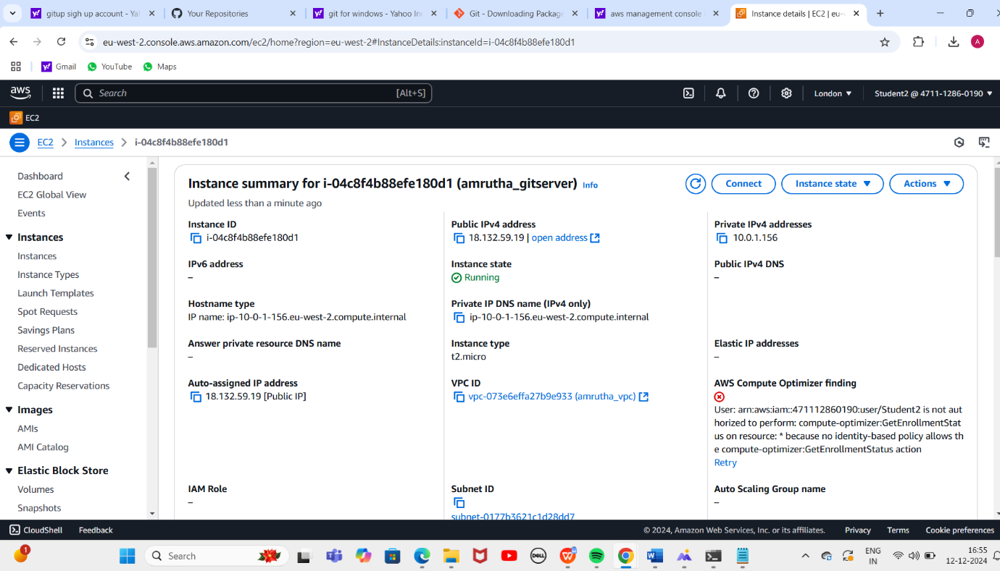 gitup sigh up account - Ya
Your Repositories
git for windows - Yahoo In
Git - Downloading Package
aws management console
Instance details | EC2 | eu-
eu-west-2.console.aws.amazon.com/ec2/home?region=eu-west-2#InstanceDetails:instanceId=i-04c8f4b88efe180d1
A
Gmail
YouTube
Maps
aws
Search
[Alt+S]
London
Student2 @ 4711-1286-0190
EC2
EC2 > Instances > i-04c8f4b88efe180d1
Dashboard
EC2 Global View
Events
Instances
Instances
Instance Types
Launch Templates
Spot Requests
Savings Plans
Reserved Instances
Dedicated Hosts
Capacity Reservations
Images
AMIs
AMI Catalog
Elastic Block Store
Volumes
Snapshots
Instance summary for i-04c8f4b88efe180d1 (amrutha_gitserver) Info
Updated less than a minute ago
Connect
Instance state
Actions
Instance ID
i-04c8f4b88efe180d1
Public IPv4 address
18.132.59.19 | open address
Private IPv4 addresses
10.0.1.156
IPv6 address
–
Instance state
Running
Public IPv4 DNS
–
Hostname type
IP name: ip-10-0-1-156.eu-west-2.compute.internal
Private IP DNS name (IPv4 only)
ip-10-0-1-156.eu-west-2.compute.internal
Answer private resource DNS name
–
Instance type
t2.micro
Elastic IP addresses
–
Auto-assigned IP address
18.132.59.19 [Public IP]
VPC ID
vpc-073e6effa27b9e933 (amrutha_vpc)
AWS Compute Optimizer finding
User: arn:aws:iam::471112860190:user/Student2 is not aut
horized to perform: compute-optimizer:GetEnrollmentStat
us on resource: * because no identity-based policy allows th
e compute-optimizer:GetEnrollmentStatus action
Retry
IAM Role
–
Subnet ID
subnet-0177b3621c1d28dd7
Auto Scaling Group name
–
CloudShell
Feedback
© 2024, Amazon Web Services, Inc. or its affiliates.
Privacy
Terms
Cookie preferences
1
Search
DELL
ENG
IN
16:55
12-12-2024